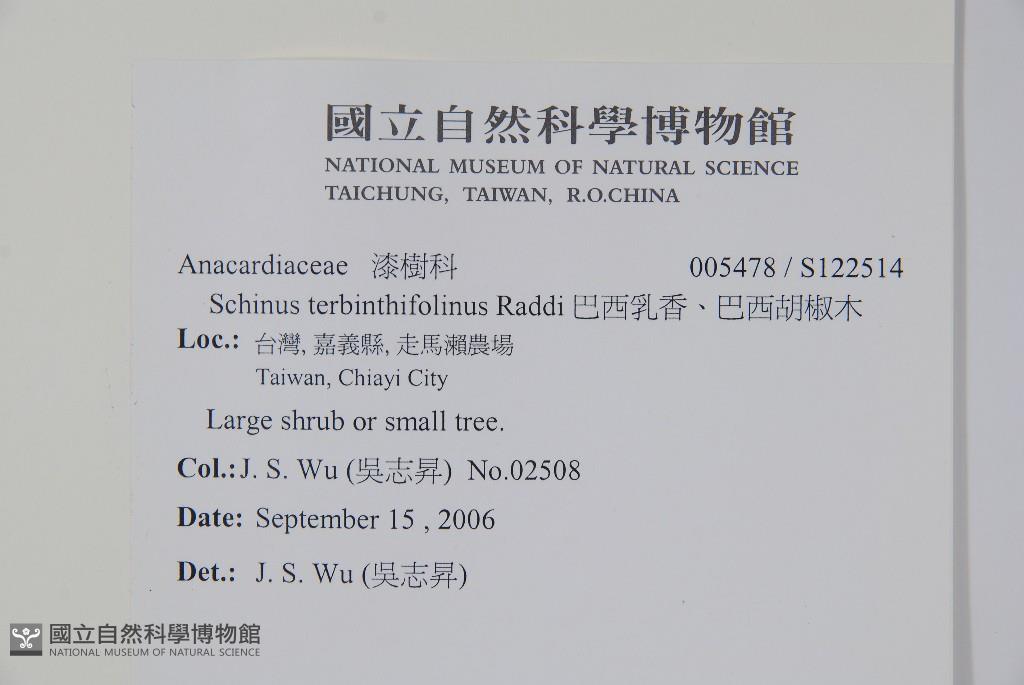 國立自然科學博物館
NATIONAL MUSEUM OF NATURAL SCIENCE
TAICHUNG, TAIWAN, R.O.CHINA
Anacardiaceae 漆樹科 005478 / S122514
Schinus terbinthifolinus Raddi 巴西乳香、巴西胡椒木
Loc.: 台灣, 嘉義縣, 走馬瀨農場
Taiwan, Chiayi City
Large shrub or small tree.
Col.: J. S. Wu (吳志昇) No.02508
Date: September 15 , 2006
Det.: J. S. Wu (吳志昇)
國立自然科學博物館
NATIONAL MUSEUM OF NATURAL SCIENCE